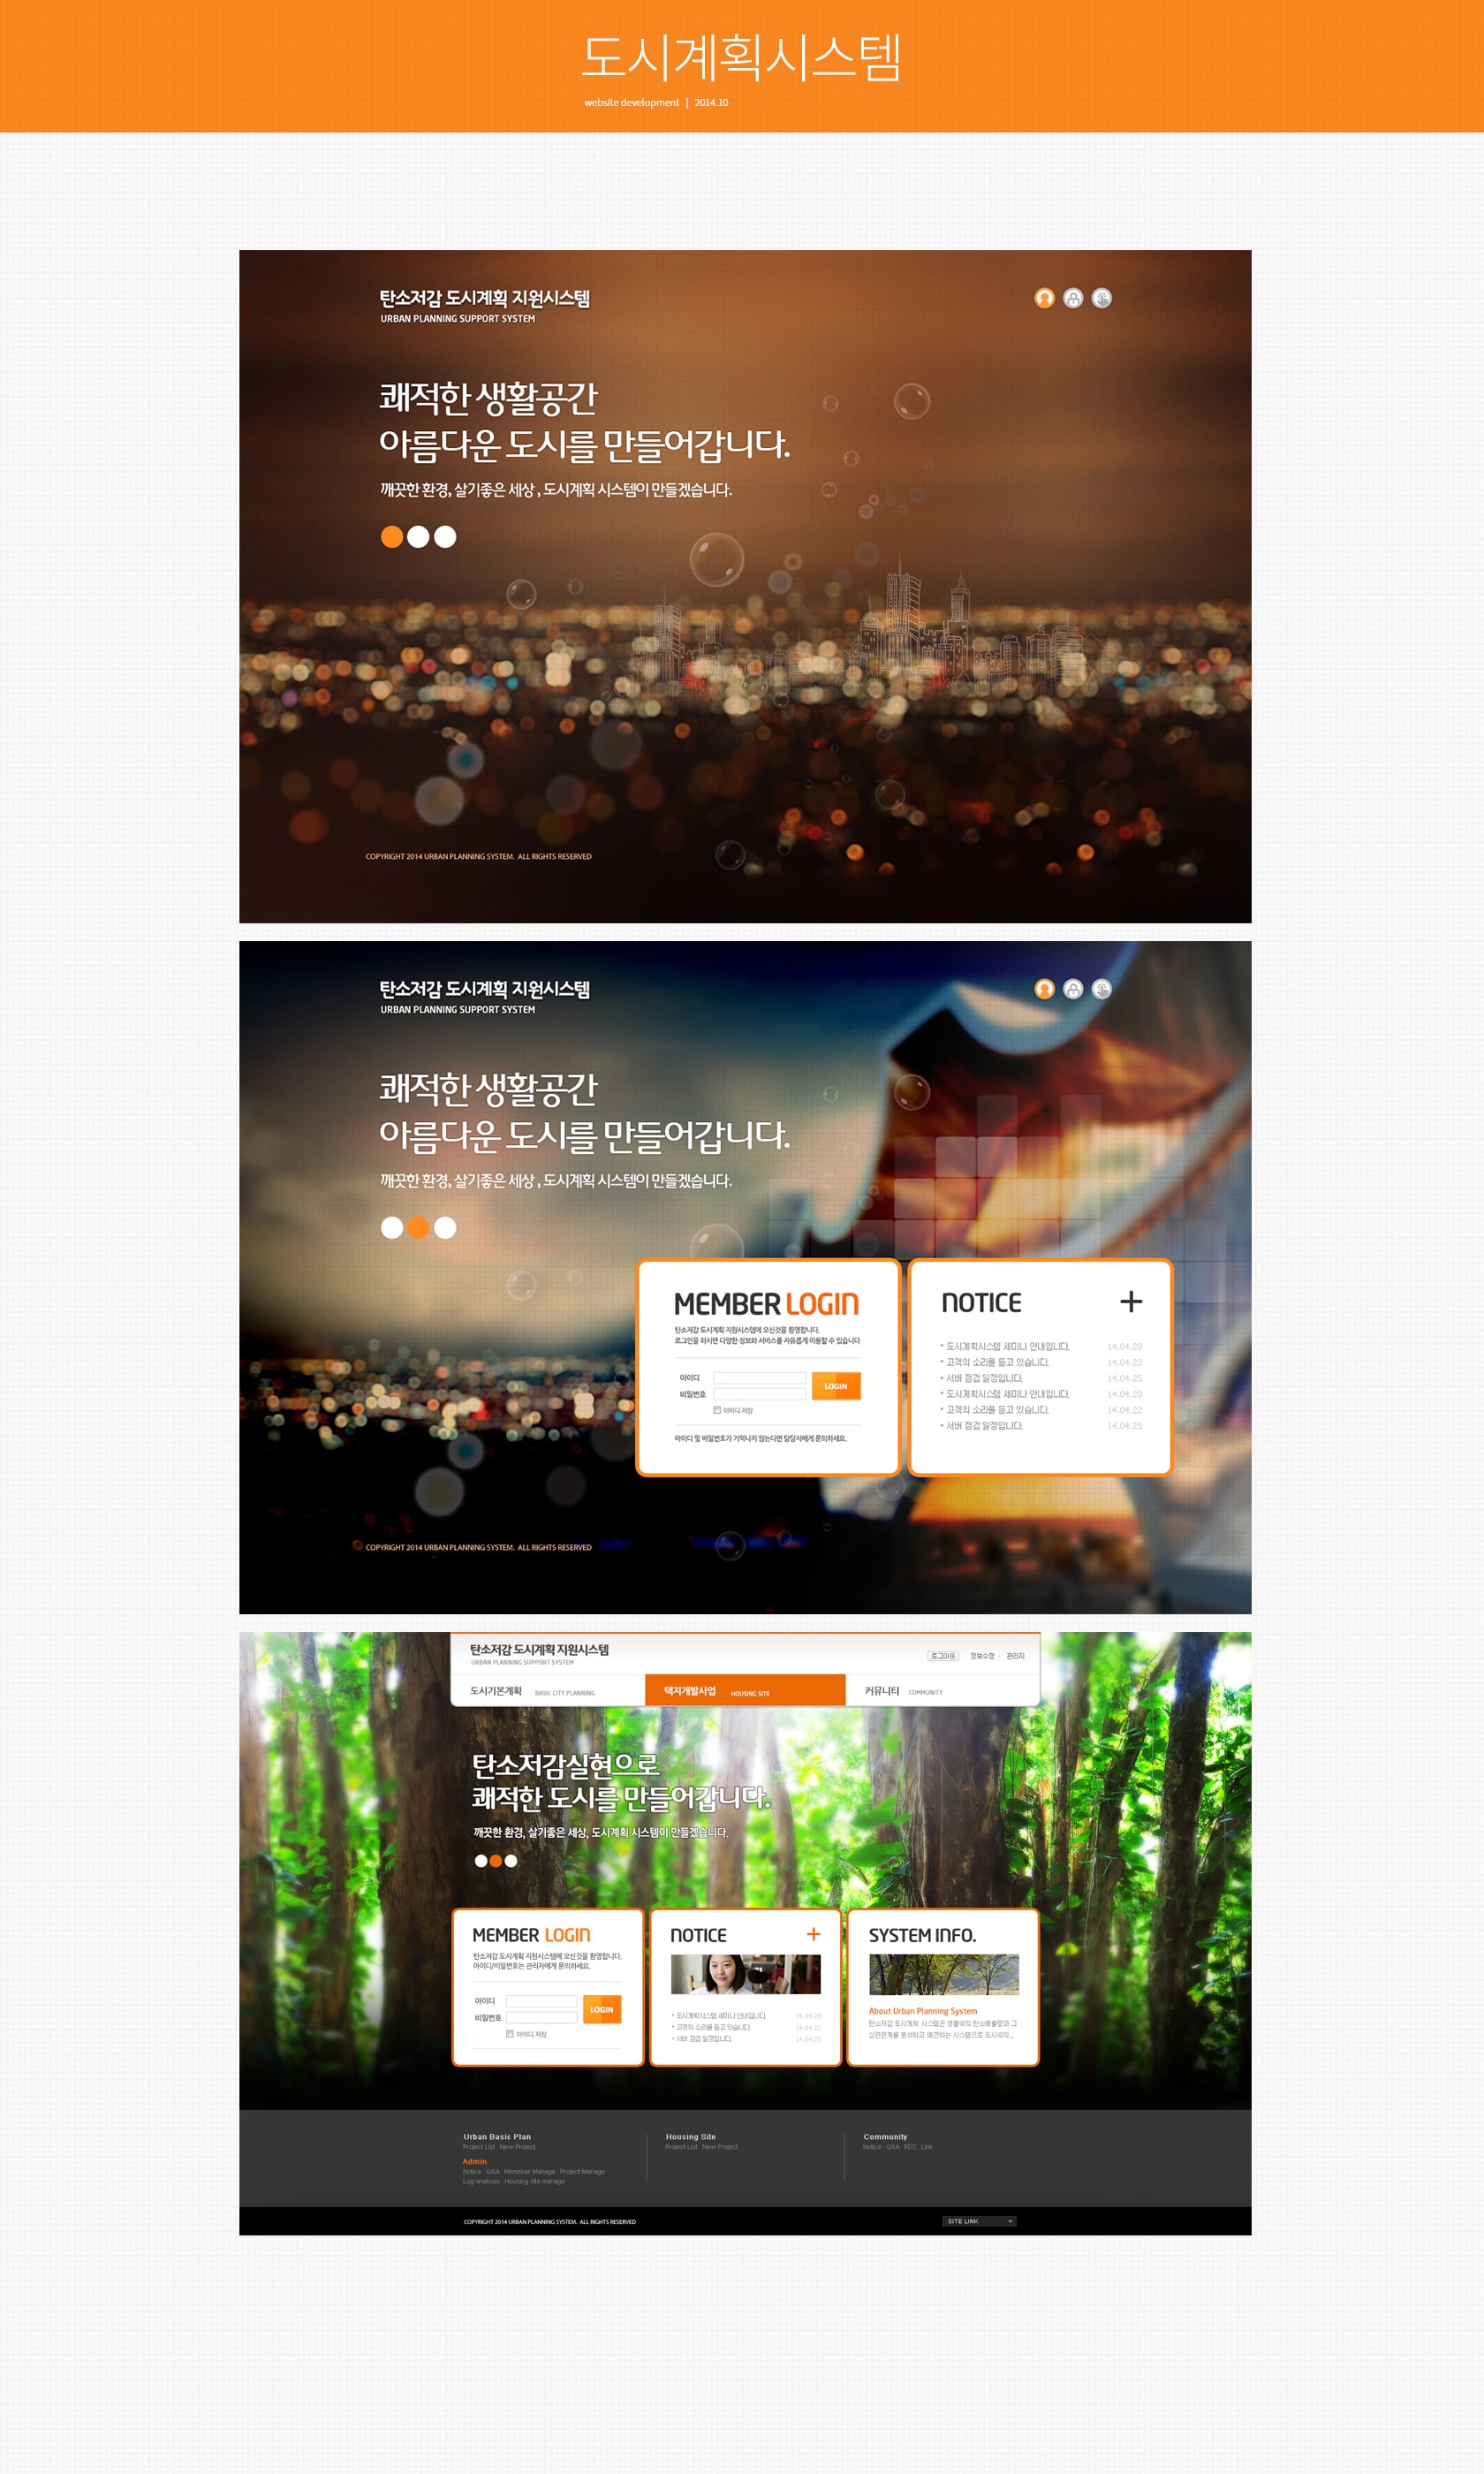 도시계획시스템
website development | 2014.10
탄소저감 도시계획 지원시스템
URBAN PLANNING SUPPORT SYSTEM
쾌적한 생활공간
아름다운 도시를 만들어갑니다.
깨끗한 환경, 살기좋은 세상 , 도시계획 시스템이 만들겠습니다.
COPYRIGHT 2014 URBAN PLANNING SYSTEM. ALL RIGHTS RESERVED
탄소저감 도시계획 지원시스템
URBAN PLANNING SUPPORT SYSTEM
쾌적한 생활공간
아름다운 도시를 만들어갑니다.
깨끗한 환경, 살기좋은 세상 , 도시계획 시스템이 만들겠습니다.
MEMBER LOGIN
탄소저감 도시계획 지원시스템에 오신것을 환영합니다.
로그인을 하시면 다양한 정보와 서비스를 자유롭게 이용할 수 있습니다
아이디
비밀번호
LOGIN
아이디 저장
아이디 및 비밀번호가 기억나지 않는다면 담당자에게 문의하세요.
NOTICE +
• 도시계획시스템 세미나 안내입니다. 14.04.20
• 고객의 소리를 듣고 있습니다. 14.04.22
• 서버 점검 일정입니다. 14.04.25
• 도시계획시스템 세미나 안내입니다. 14.04.20
• 고객의 소리를 듣고 있습니다. 14.04.22
• 서버 점검 일정입니다. 14.04.25
COPYRIGHT 2014 URBAN PLANNING SYSTEM. ALL RIGHTS RESERVED
탄소저감 도시계획 지원시스템
URBAN PLANNING SUPPORT SYSTEM
로그아웃 정보수정 관리자
도시기본계획 BASIC CITY PLANNING
택지개발사업 HOUSING SITE
커뮤니티 COMMUNITY
탄소저감실현으로
쾌적한 도시를 만들어갑니다.
깨끗한 환경, 살기좋은 세상, 도시계획 시스템이 만들겠습니다.
MEMBER LOGIN
탄소저감 도시계획 지원시스템에 오신것을 환영합니다.
아이디/비밀번호는 관리자에게 문의하세요.
아이디
비밀번호
LOGIN
아이디 저장
NOTICE +
• 도시계획시스템 세미나 안내입니다. 14.04.20
• 고객의 소리를 듣고 있습니다. 14.04.22
• 서버 점검 일정입니다. 14.04.25
SYSTEM INFO.
About Urban Planning System
탄소저감 도시계획 시스템은 생활속의 탄소배출량과 그
상관관계를 분석하고 예견하는 시스템으로 도시속의 ..
Urban Basic Plan
Project List New Project
Admin
Notice Q&A Memeber Manage Project Manage
Log analysis Housing site manage
Housing Site
Project List New Project
Community
Notice Q&A PDS Link
COPYRIGHT 2014 URBAN PLANNING SYSTEM. ALL RIGHTS RESERVED
SITE LINK